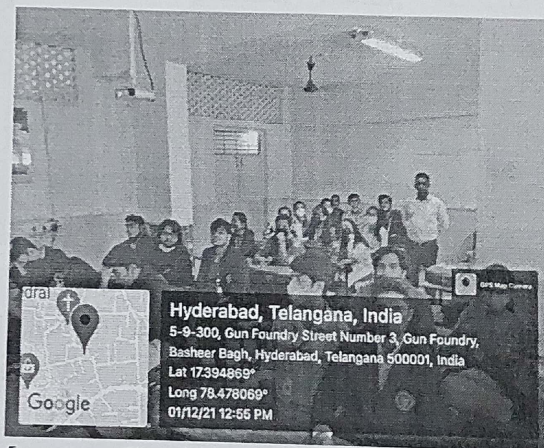 dral
Google
GPS Map Camera
Hyderabad, Telangana, India
5-9-300, Gun Foundry Street Number 3, Gun Foundry,
Basheer Bagh, Hyderabad, Telangana 500001, India
Lat 17.394869°
Long 78.478069°
01/12/21 12:55 PM